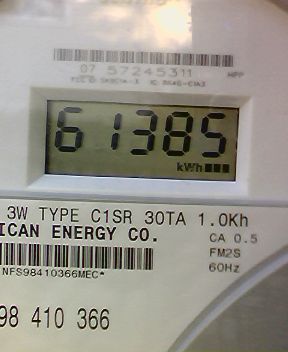 07 57245311 HPP
61385
kWh
3W TYPE C1SR 30TA 1.0Kh
ICAN ENERGY CO.
CA 0.5
FM2S
60Hz
NFS98410366MEC*
98 410 366